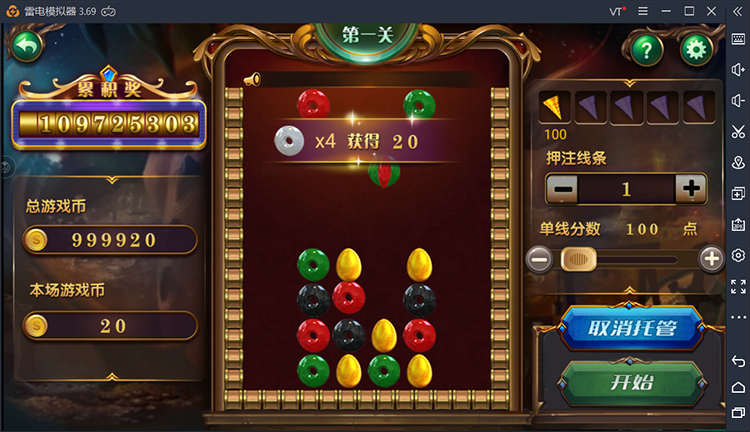 雷电模拟器 3.69
VT
第一关
累积奖
109725303
x4 获得 20
100
押注线条
1
总游戏币
999920
单线分数 100 点
本场游戏币
20
取消托管
开始